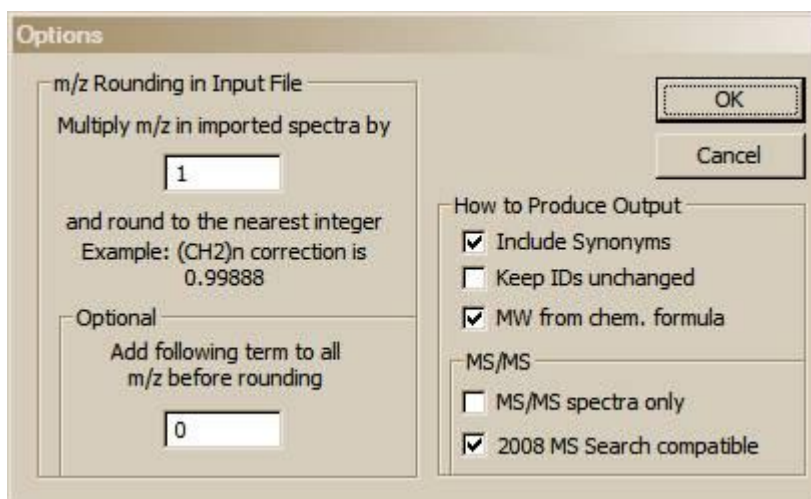 Options
m/z Rounding in Input File
Multiply m/z in imported spectra by
1
and round to the nearest integer
Example: (CH2)n correction is
0.99888
Optional
Add following term to all
m/z before rounding
0
OK
Cancel
How to Produce Output
Include Synonyms
Keep IDs unchanged
MW from chem. formula
MS/MS
MS/MS spectra only
2008 MS Search compatible